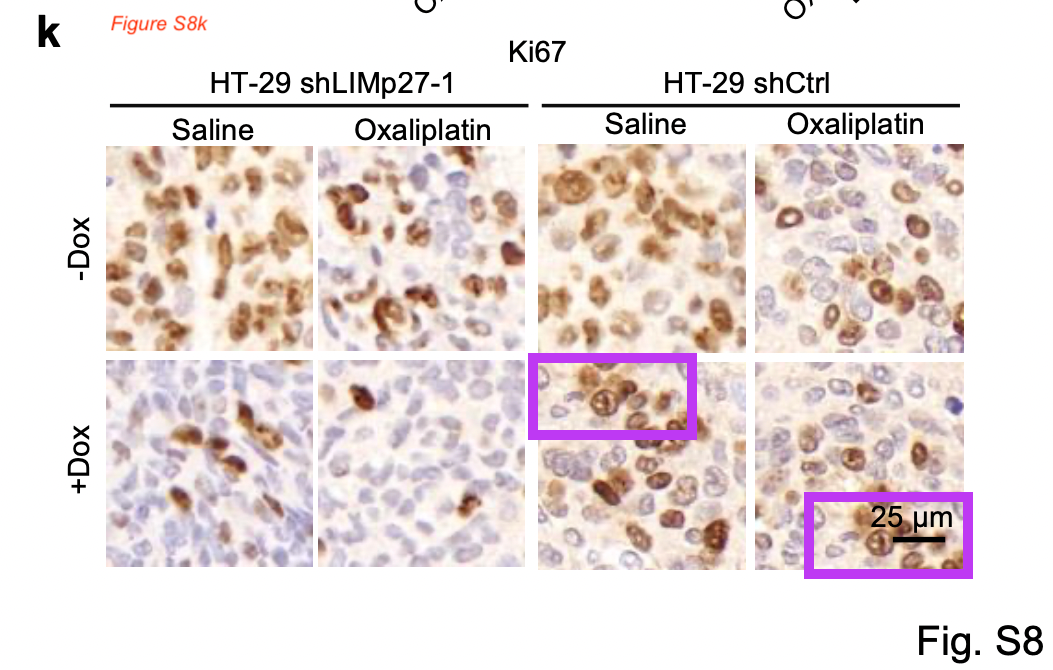 k
Figure S8k
Ki67
HT-29 shLIMp27-1
HT-29 shCtrl
Saline
Oxaliplatin
Saline
Oxaliplatin
-Dox
+Dox
25 µm
Fig. S8